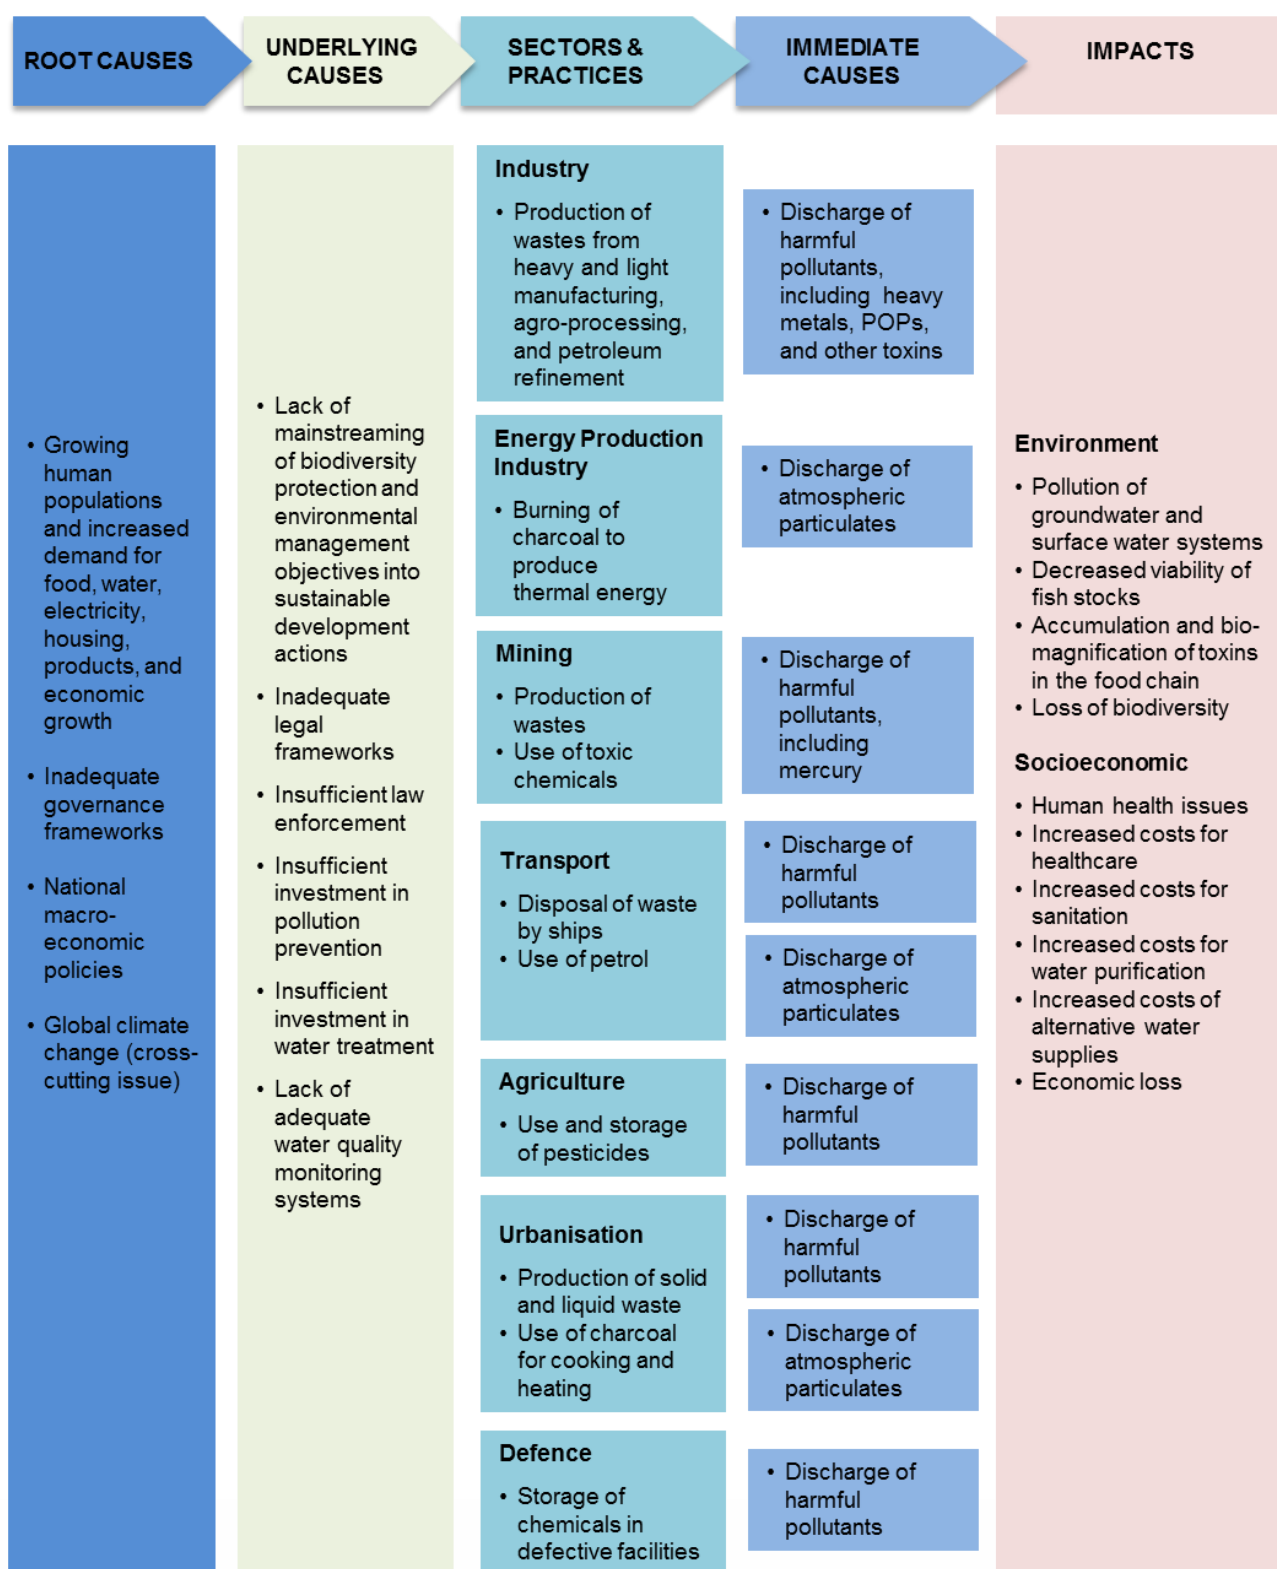 ROOT CAUSES
UNDERLYING
CAUSES
SECTORS &
PRACTICES
IMMEDIATE
CAUSES
IMPACTS
• Growing
human
populations
and increased
demand for
food, water,
electricity,
housing,
products, and
economic
growth
• Inadequate
governance
frameworks
• National
macro-
economic
policies
• Global climate
change (cross-
cutting issue)
• Lack of
mainstreaming
of biodiversity
protection and
environmental
management
objectives into
sustainable
development
actions
• Inadequate
legal
frameworks
• Insufficient law
enforcement
• Insufficient
investment in
pollution
prevention
• Insufficient
investment in
water treatment
• Lack of
adequate
water quality
monitoring
systems
Industry
• Production of
wastes from
heavy and light
manufacturing,
agro-processing,
and petroleum
refinement
Energy Production
Industry
• Burning of
charcoal to
produce
thermal energy
Mining
• Production of
wastes
• Use of toxic
chemicals
Transport
• Disposal of waste
by ships
• Use of petrol
Agriculture
• Use and storage
of pesticides
Urbanisation
• Production of solid
and liquid waste
• Use of charcoal
for cooking and
heating
Defence
• Storage of
chemicals in
defective facilities
• Discharge of
harmful
pollutants,
including heavy
metals, POPs,
and other toxins
• Discharge of
atmospheric
particulates
• Discharge of
harmful
pollutants,
including
mercury
• Discharge of
harmful
pollutants
• Discharge of
atmospheric
particulates
• Discharge of
harmful
pollutants
• Discharge of
harmful
pollutants
• Discharge of
atmospheric
particulates
• Discharge of
harmful
pollutants
Environment
• Pollution of
groundwater and
surface water systems
• Decreased viability of
fish stocks
• Accumulation and bio-
magnification of toxins
in the food chain
• Loss of biodiversity
Socioeconomic
• Human health issues
• Increased costs for
healthcare
• Increased costs for
sanitation
• Increased costs for
water purification
• Increased costs of
alternative water
supplies
• Economic loss